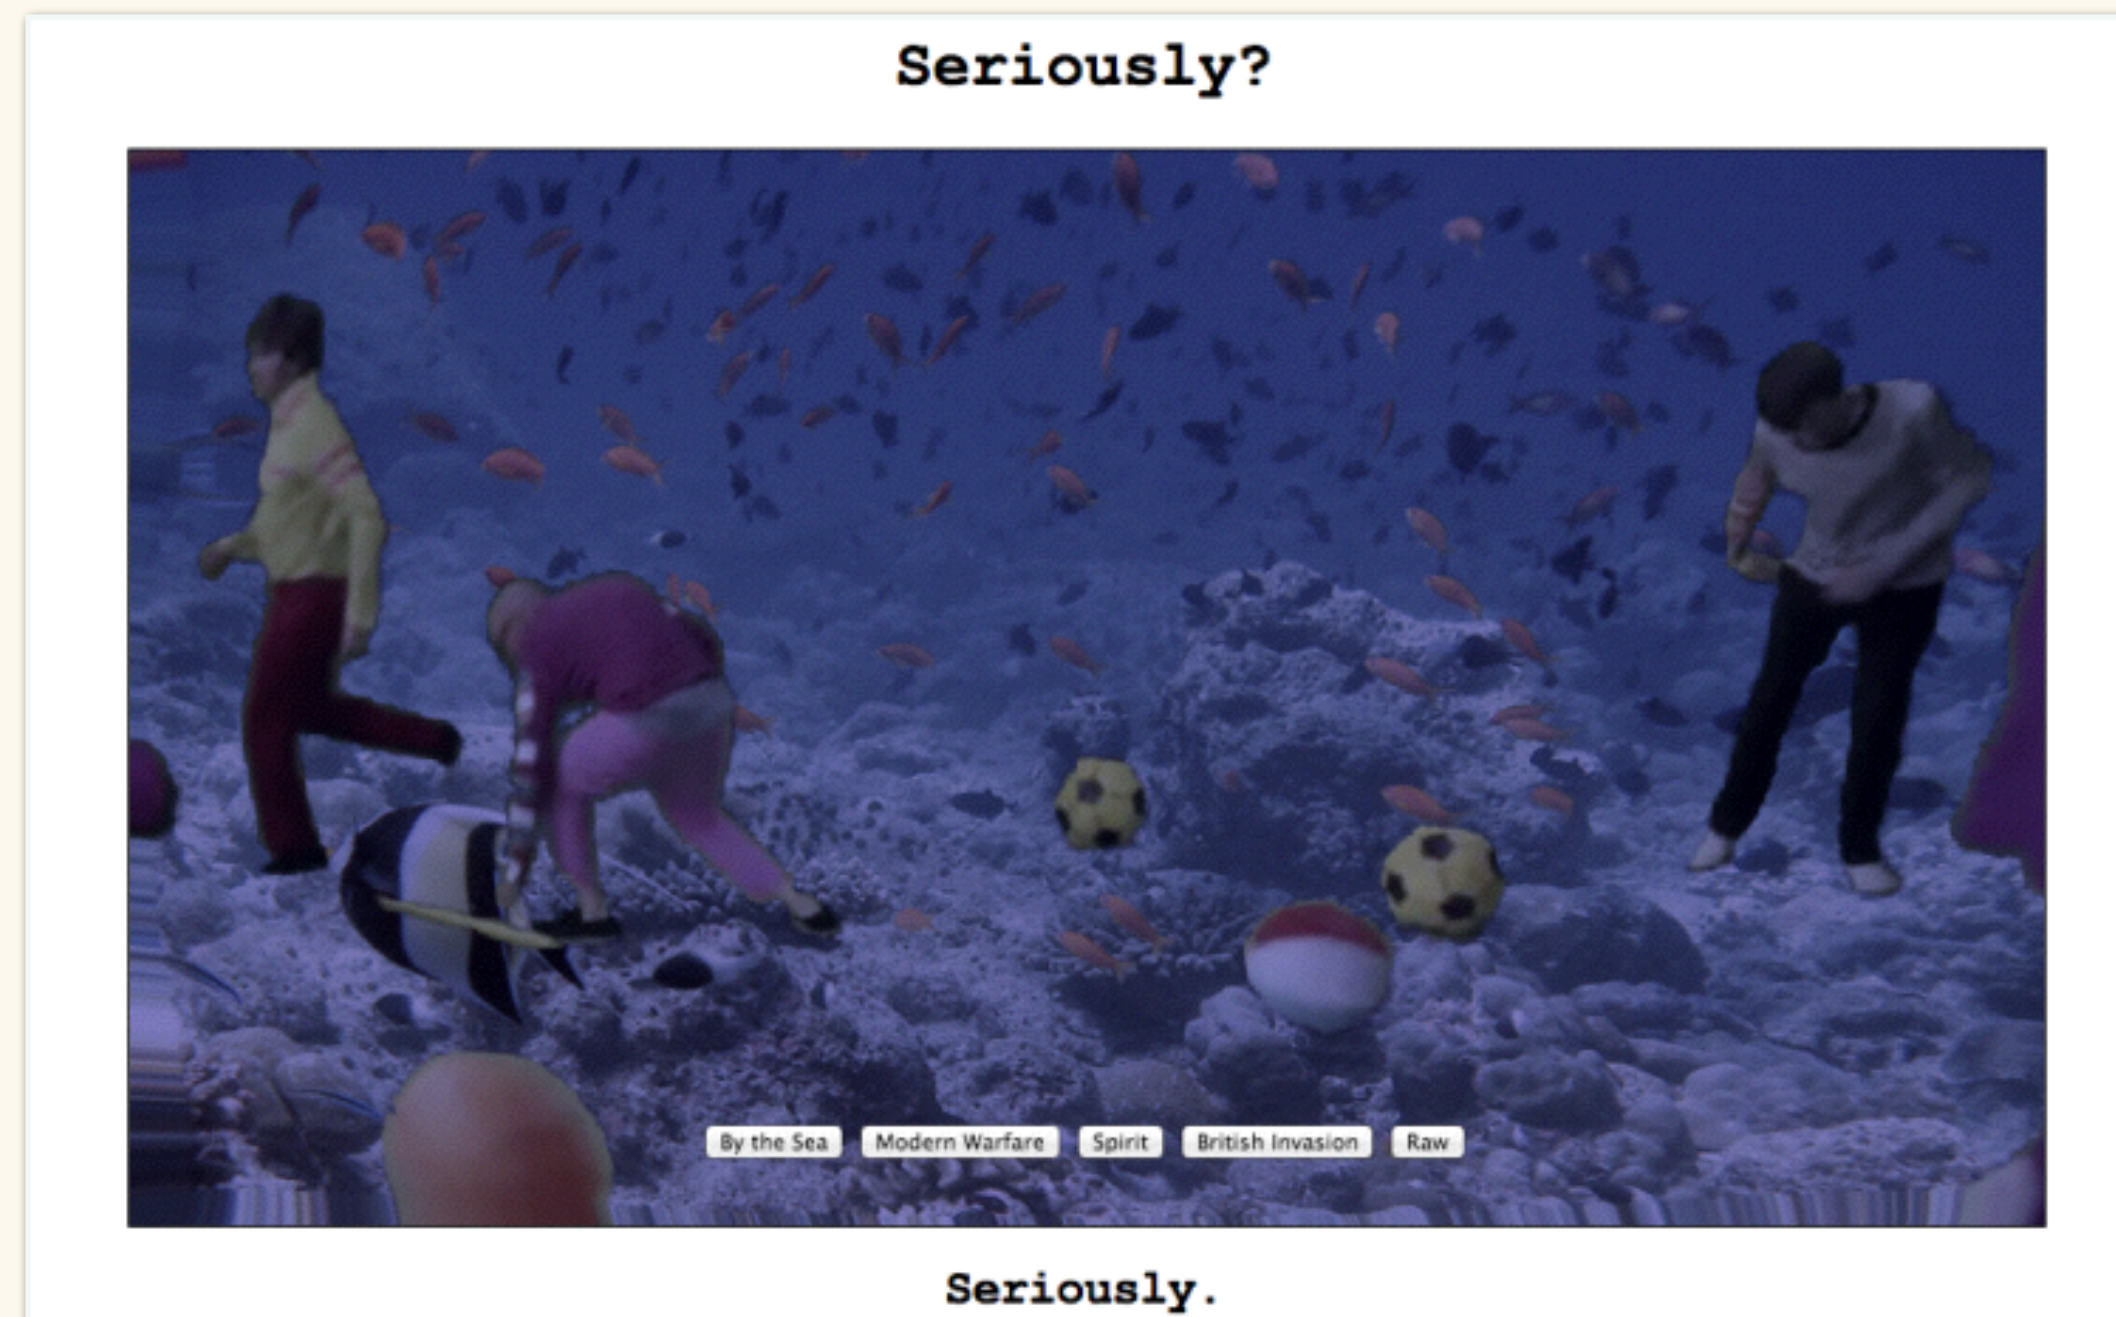 Seriously?
By the Sea Modern Warfare Spirit British Invasion Raw
Seriously.